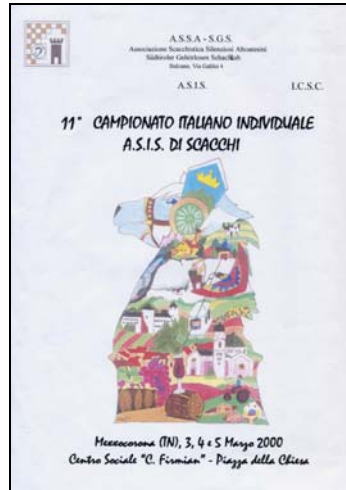 A.S.S.A - S.G.S.
Associazione Scacchistica Silenziosi Altoatesini
Südtiroler Gehörlosen Schachklub
Bolzano, Via Galilei 4
A.S.I.S. I.C.S.C.
11° CAMPIONATO ITALIANO INDIVIDUALE
A.S.I.S. DI SCACCHI
Mezzocorona (TN), 3, 4 e 5 Marzo 2000
Centro Sociale "C. Firmian" - Piazza della Chiesa